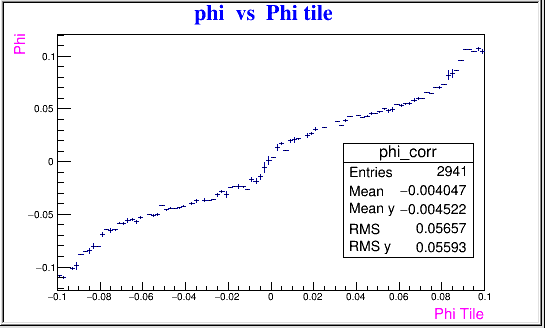 phi vs Phi tile
Phi
0.1
0.05
0
−0.05
−0.1
phi_corr
Entries 2941
Mean −0.004047
Mean y −0.004522
RMS 0.05657
RMS y 0.05593
−0.1 −0.08 −0.06 −0.04 −0.02 0 0.02 0.04 0.06 0.08 0.1
Phi Tile